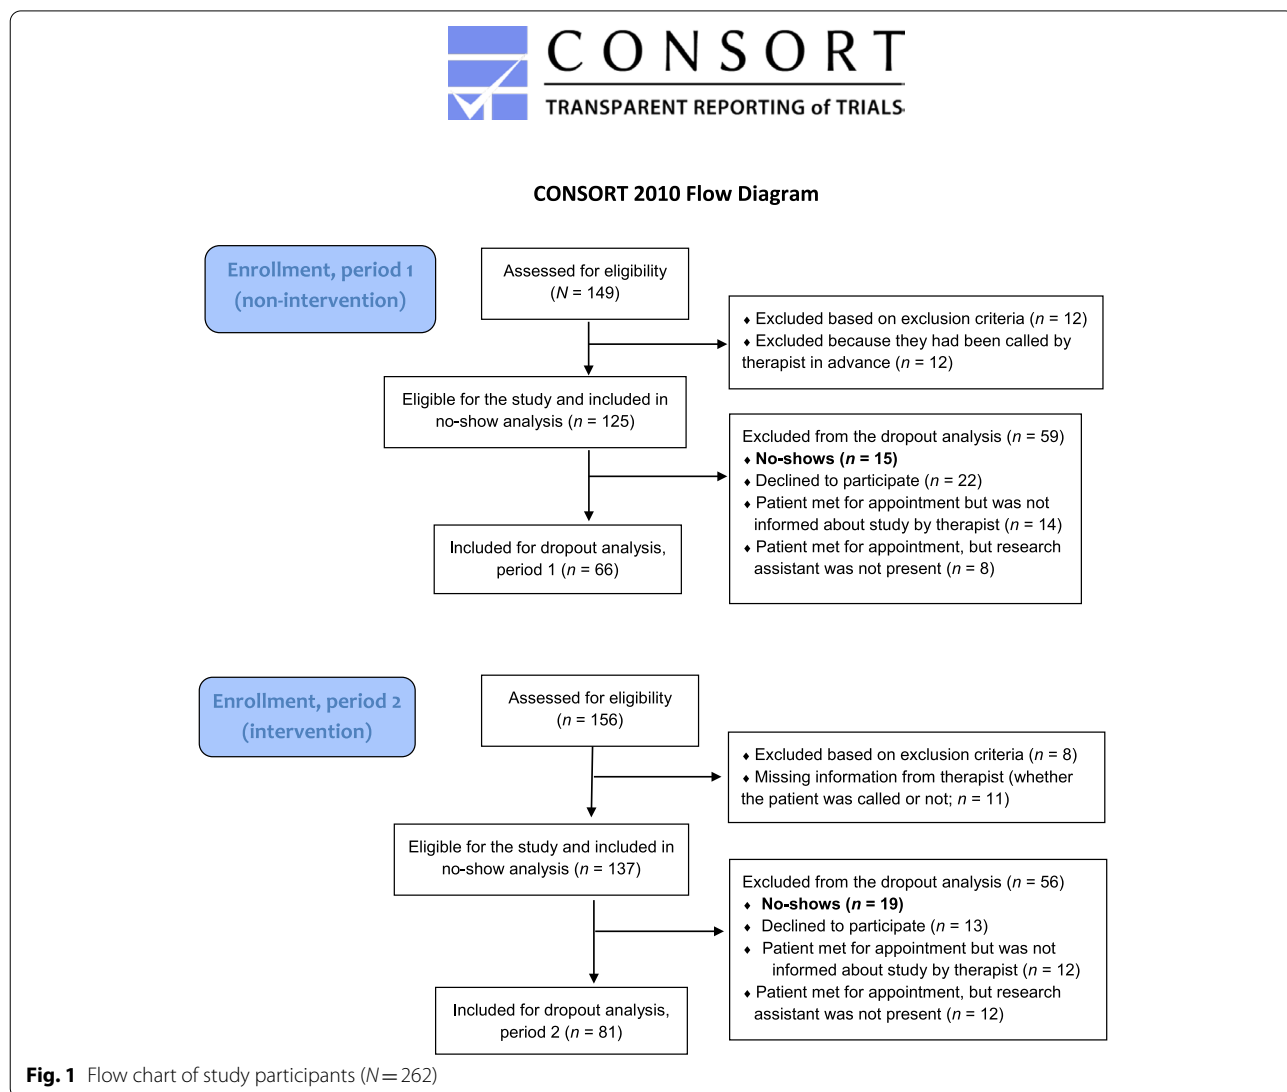 CONSORT
TRANSPARENT REPORTING of TRIALS
CONSORT 2010 Flow Diagram
Enrollment, period 1
(non-intervention)
Assessed for eligibility
(N = 149)
♦ Excluded based on exclusion criteria (n = 12)
♦ Excluded because they had been called by
therapist in advance (n = 12)
Eligible for the study and included in
no-show analysis (n = 125)
Excluded from the dropout analysis (n = 59)
♦ No-shows (n = 15)
♦ Declined to participate (n = 22)
♦ Patient met for appointment but was not
informed about study by therapist (n = 14)
♦ Patient met for appointment, but research
assistant was not present (n = 8)
Included for dropout analysis,
period 1 (n = 66)
Enrollment, period 2
(intervention)
Assessed for eligibility
(n = 156)
♦ Excluded based on exclusion criteria (n = 8)
♦ Missing information from therapist (whether
the patient was called or not; n = 11)
Eligible for the study and included in
no-show analysis (n = 137)
Excluded from the dropout analysis (n = 56)
♦ No-shows (n = 19)
♦ Declined to participate (n = 13)
♦ Patient met for appointment but was not
informed about study by therapist (n = 12)
♦ Patient met for appointment, but research
assistant was not present (n = 12)
Included for dropout analysis,
period 2 (n = 81)
Fig. 1 Flow chart of study participants (N = 262)